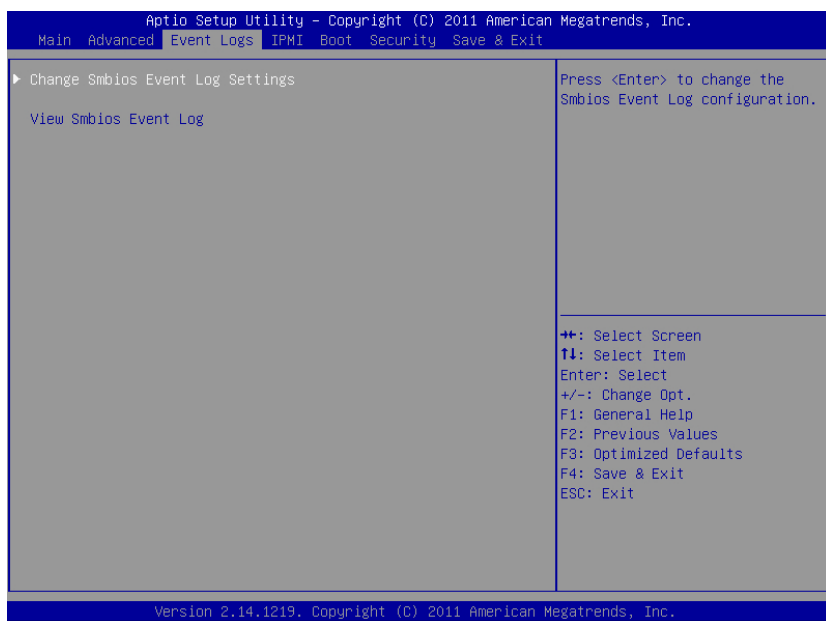 Aptio Setup Utility – Copyright (C) 2011 American Megatrends, Inc.
Main Advanced Event Logs IPMI Boot Security Save & Exit
▶ Change Smbios Event Log Settings
View Smbios Event Log
Press <Enter> to change the
Smbios Event Log configuration.
→←: Select Screen
↑↓: Select Item
Enter: Select
+/-: Change Opt.
F1: General Help
F2: Previous Values
F3: Optimized Defaults
F4: Save & Exit
ESC: Exit
Version 2.14.1219. Copyright (C) 2011 American Megatrends, Inc.